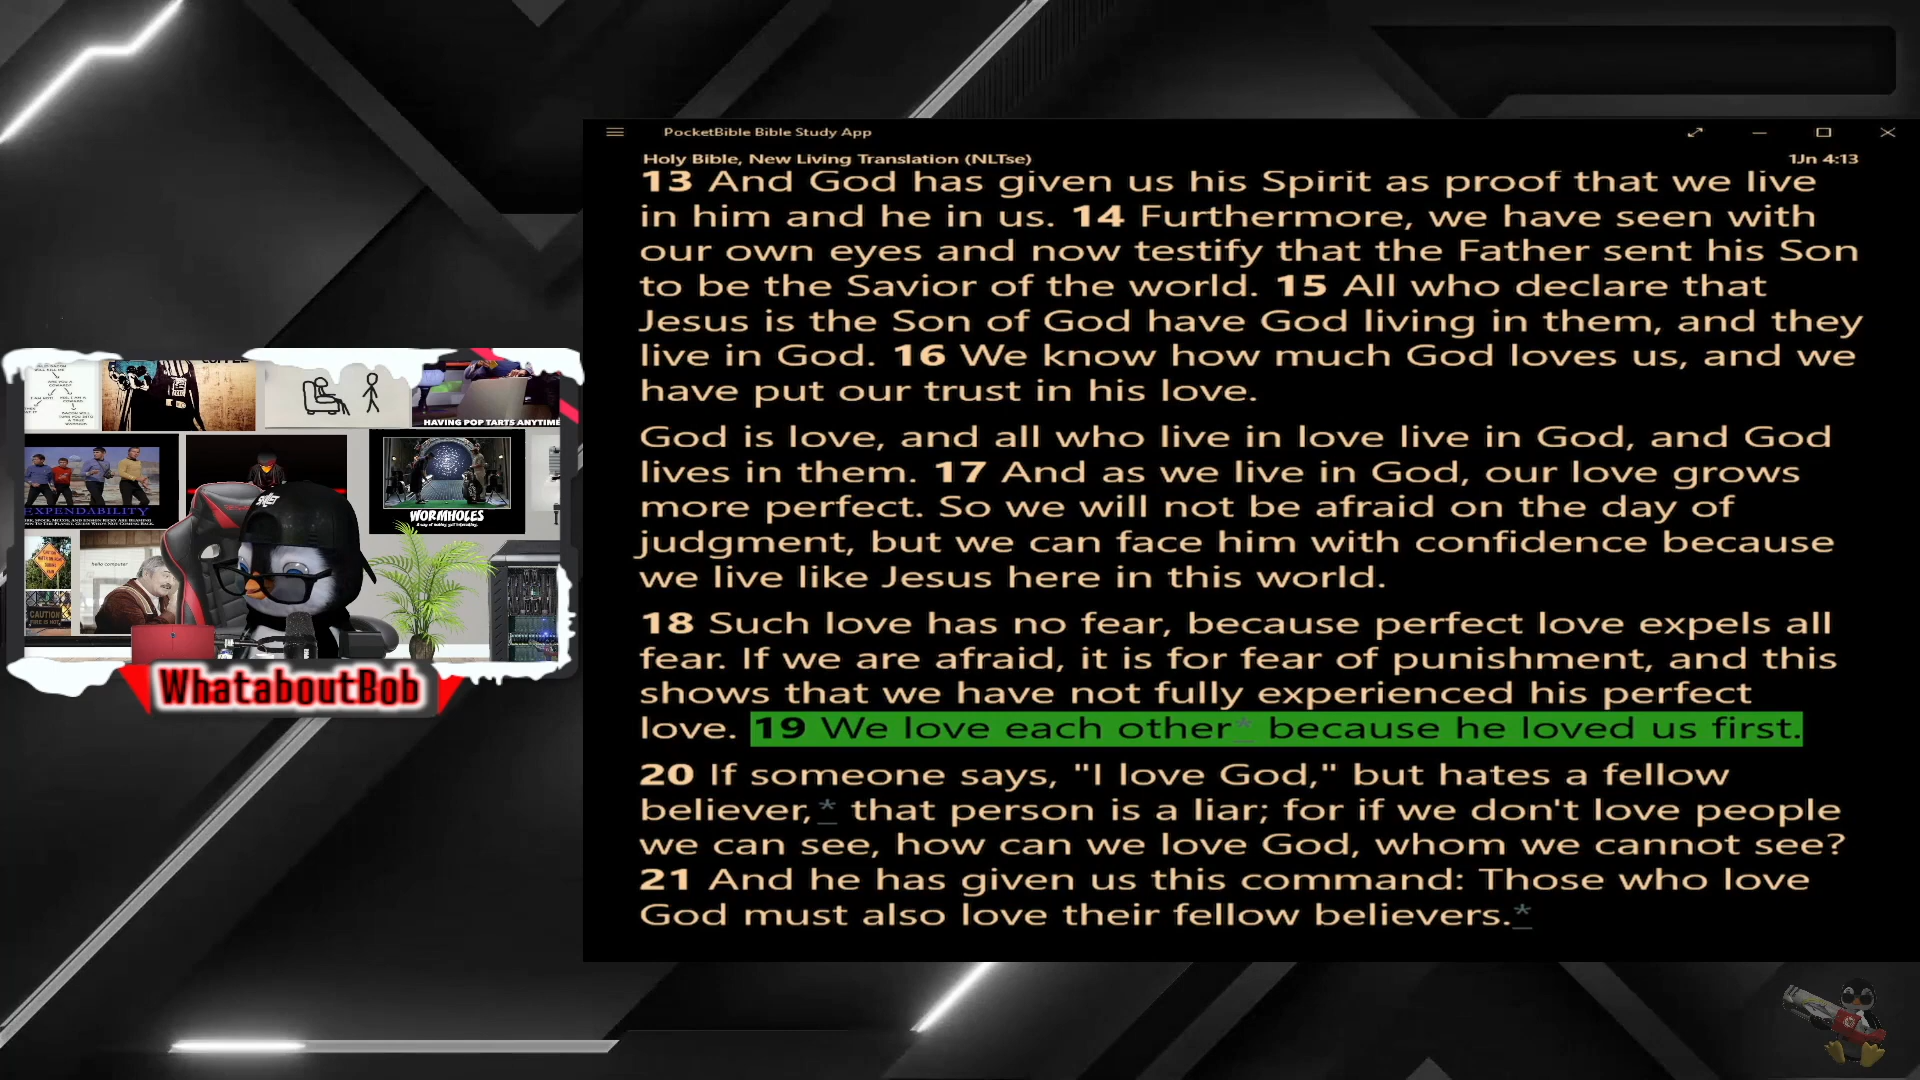 PocketBible Bible Study App
Holy Bible, New Living Translation (NLTse)
1Jn 4:13
13 And God has given us his Spirit as proof that we live
in him and he in us. 14 Furthermore, we have seen with
our own eyes and now testify that the Father sent his Son
to be the Savior of the world. 15 All who declare that
Jesus is the Son of God have God living in them, and they
live in God. 16 We know how much God loves us, and we
have put our trust in his love.
God is love, and all who live in love live in God, and God
lives in them. 17 And as we live in God, our love grows
more perfect. So we will not be afraid on the day of
judgment, but we can face him with confidence because
we live like Jesus here in this world.
18 Such love has no fear, because perfect love expels all
fear. If we are afraid, it is for fear of punishment, and this
shows that we have not fully experienced his perfect
love. 19 We love each other* because he loved us first.
20 If someone says, "I love God," but hates a fellow
believer,* that person is a liar; for if we don't love people
we can see, how can we love God, whom we cannot see?
21 And he has given us this command: Those who love
God must also love their fellow believers.*
HAVING POP TARTS ANYTIME
EXPENDABILITY
WORMHOLES
hello computer
CAUTION
WhataboutBob